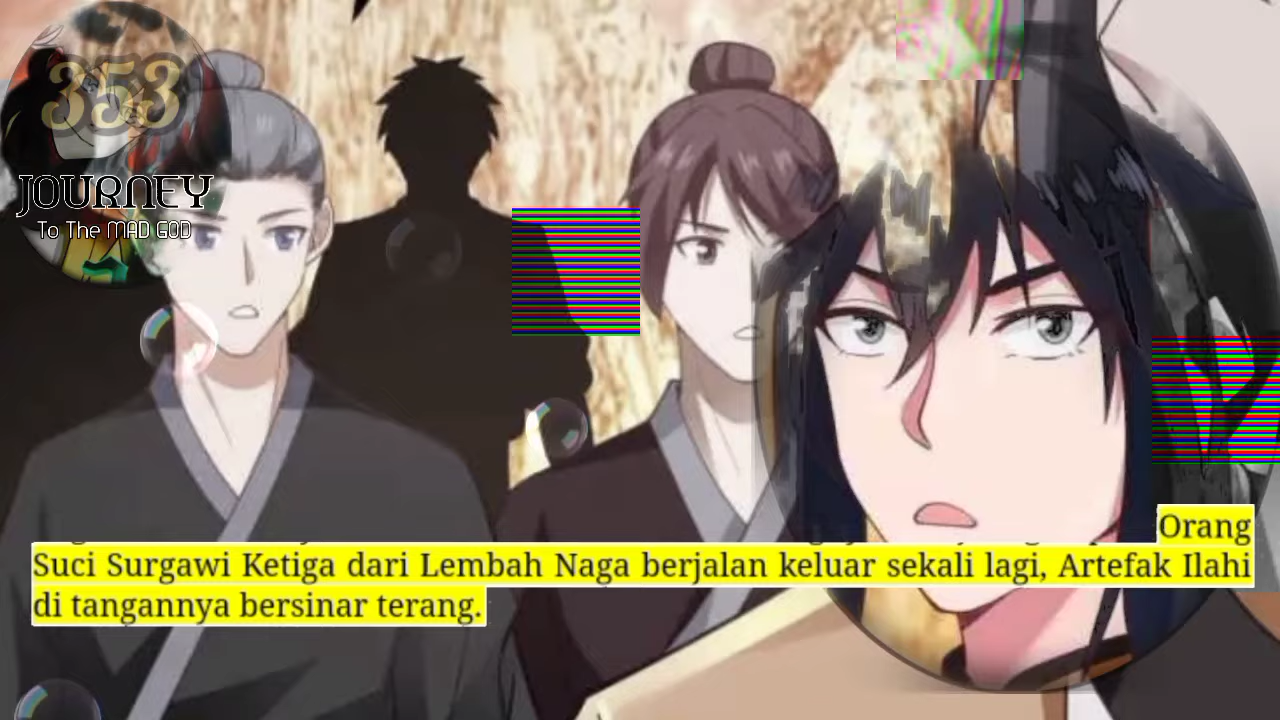 353
JOURNEY
To The MAD GOD
Orang
Suci Surgawi Ketiga dari Lembah Naga berjalan keluar sekali lagi, Artefak Ilahi
di tangannya bersinar terang.